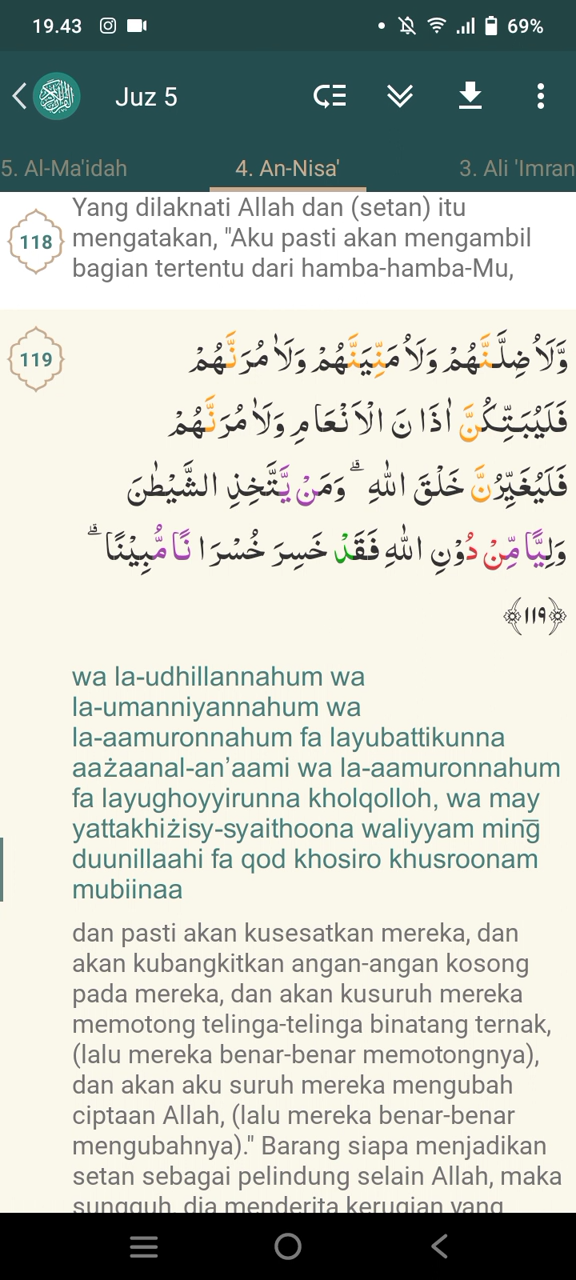 19.43
69%
Juz 5
5. Al-Ma'idah
4. An-Nisa'
3. Ali 'Imran
Yang dilaknati Allah dan (setan) itu
118
mengatakan, "Aku pasti akan mengambil
bagian tertentu dari hamba-hamba-Mu,
119
وَّلَاُضِلَّنَّهُمْ وَلَاُمَنِّيَنَّهُمْ وَلَاٰمُرَنَّهُمْ
فَلَيُبَتِّكُنَّ اٰذَانَ الْاَنْعَامِ وَلَاٰمُرَنَّهُمْ
فَلَيُغَيِّرُنَّ خَلْقَ اللّٰهِ ۗ وَمَنْ يَّتَّخِذِ الشَّيْطٰنَ
وَلِيًّا مِّنْ دُوْنِ اللّٰهِ فَقَدْ خَسِرَ خُسْرَانًا مُّبِيْنًا ۗ
﴿١١٩﴾
wa la-udhillannahum wa
la-umanniyannahum wa
la-aamuronnahum fa layubattikunna
aażaanal-an’aami wa la-aamuronnahum
fa layughoyyirunna kholqolloh, wa may
yattakhiżisy-syaithoona waliyyam ming̅
duunillaahi fa qod khosiro khusroonam
mubiinaa
dan pasti akan kusesatkan mereka, dan
akan kubangkitkan angan-angan kosong
pada mereka, dan akan kusuruh mereka
memotong telinga-telinga binatang ternak,
(lalu mereka benar-benar memotongnya),
dan akan aku suruh mereka mengubah
ciptaan Allah, (lalu mereka benar-benar
mengubahnya)." Barang siapa menjadikan
setan sebagai pelindung selain Allah, maka
sungguh, dia menderita kerugian yang